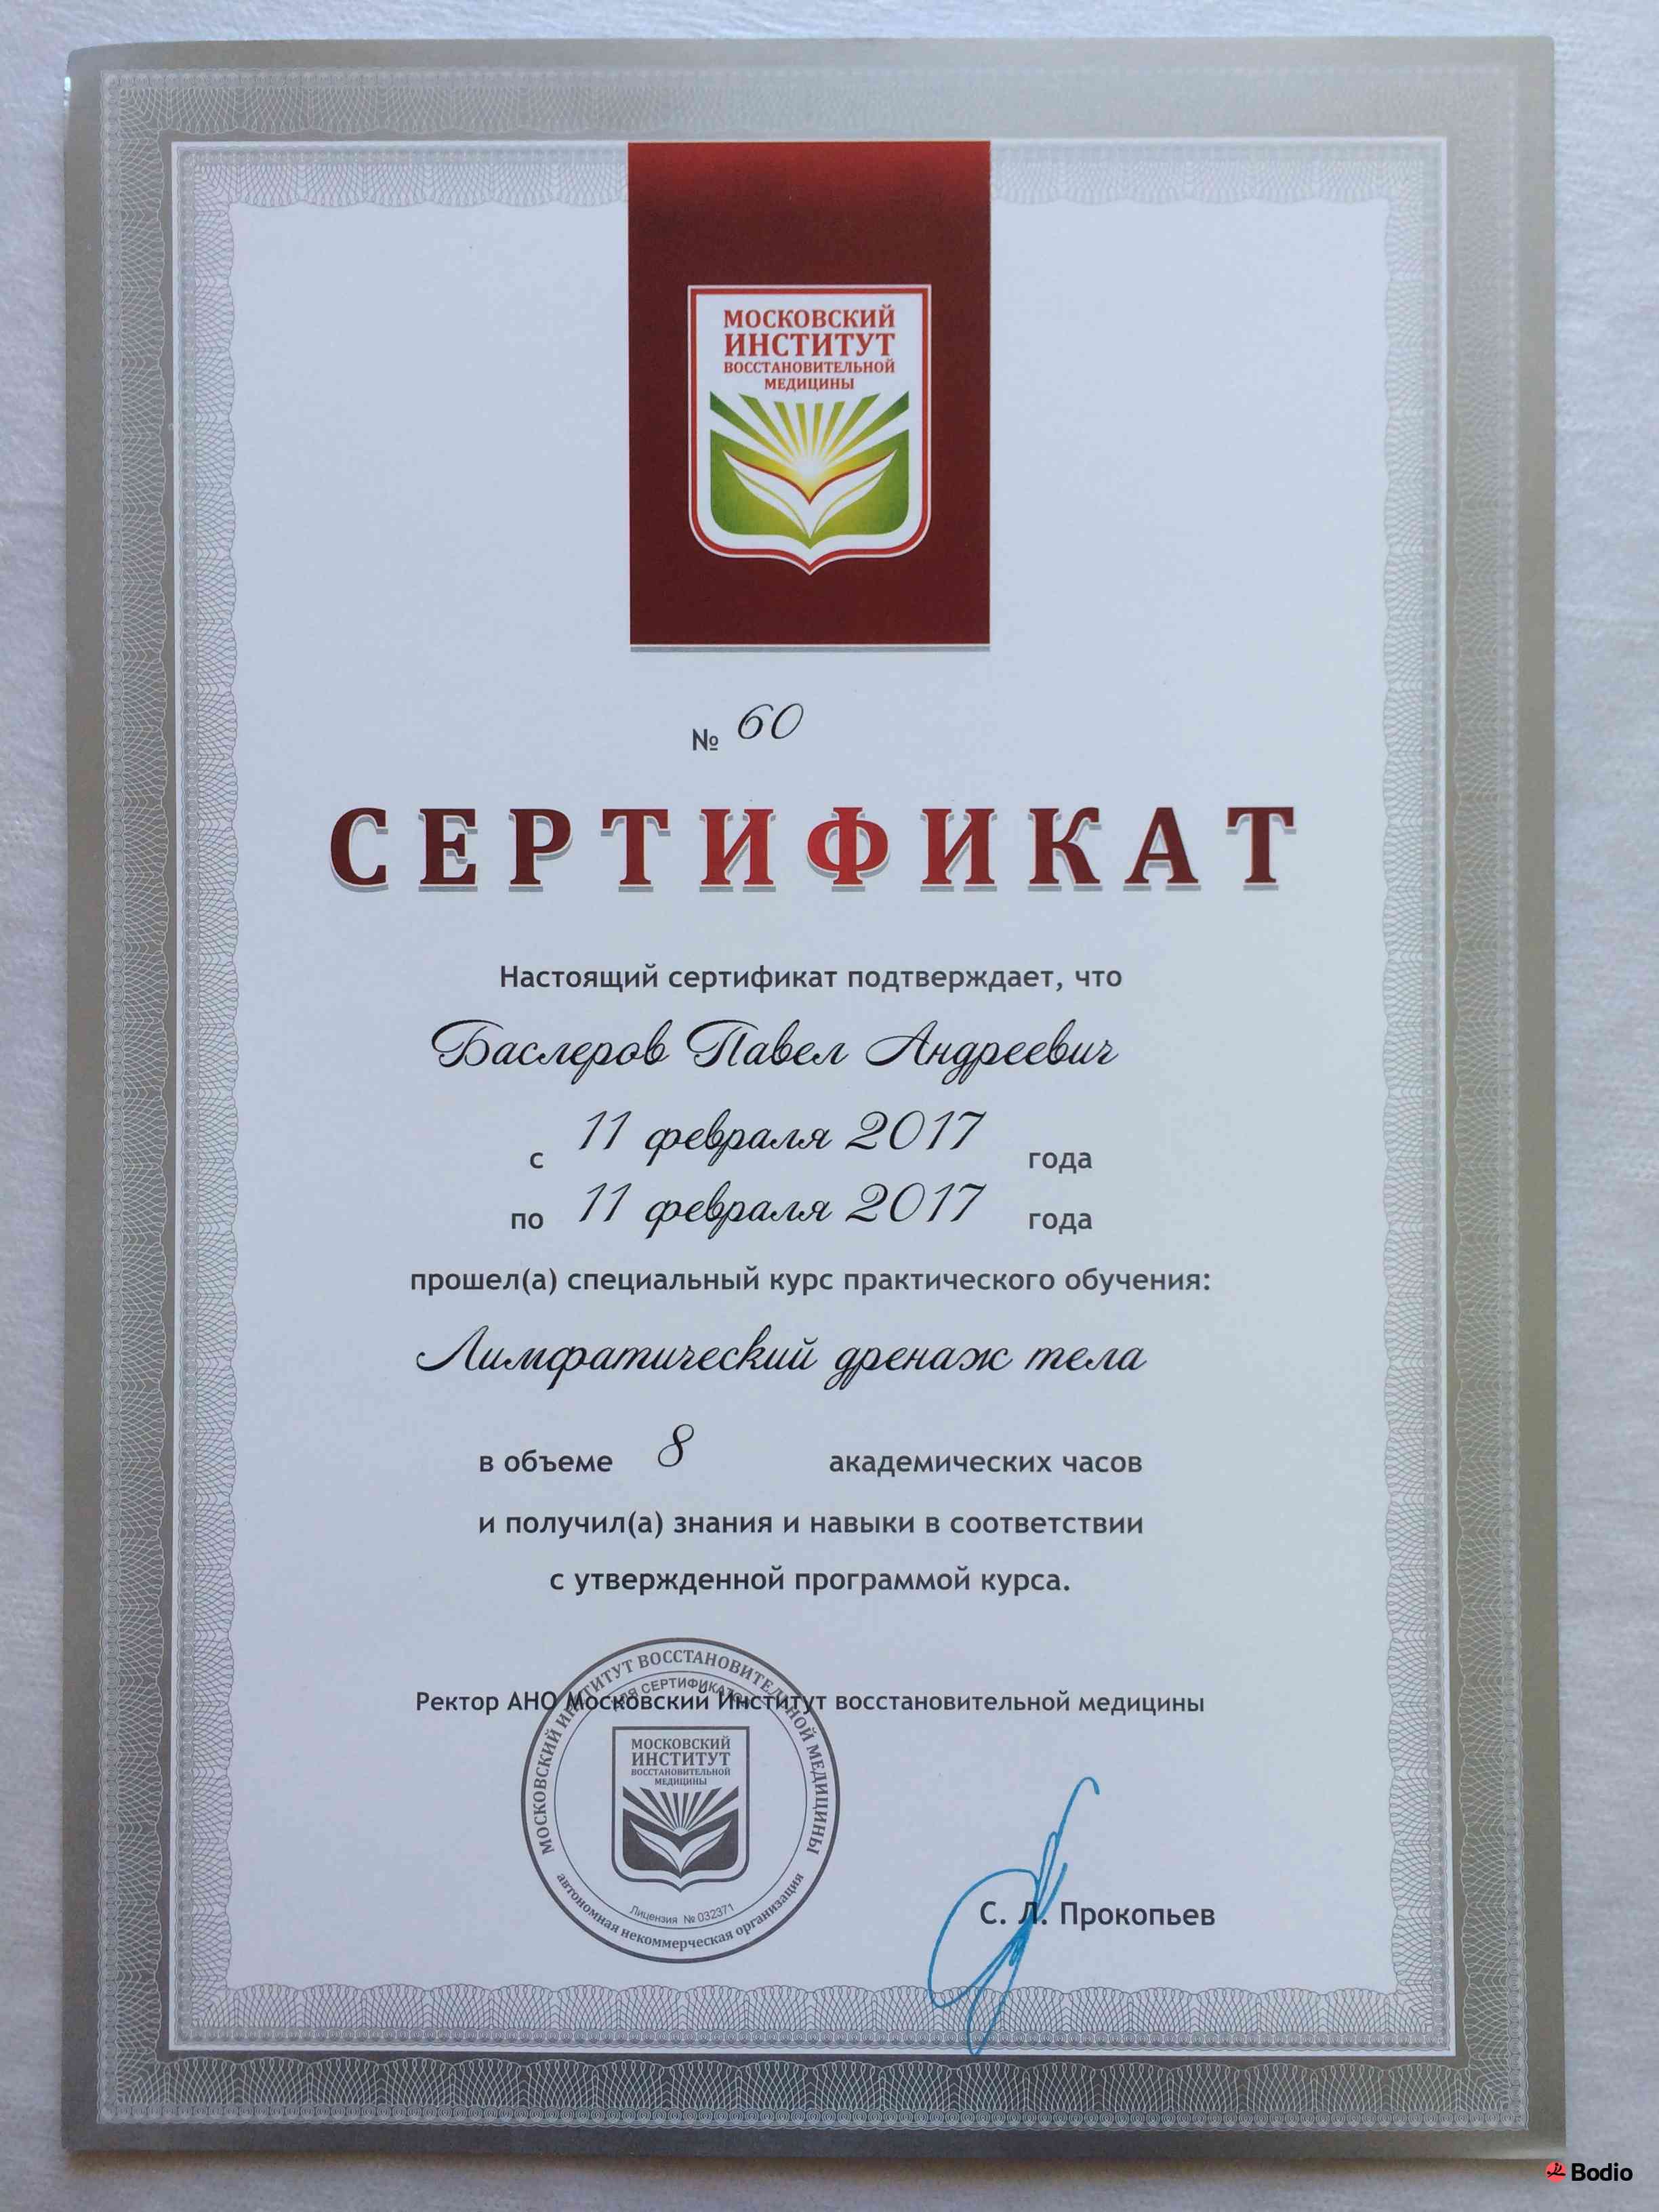 МОСКОВСКИЙ
ИНСТИТУТ
ВОССТАНОВИТЕЛЬНОЙ
МЕДИЦИНЫ
№ 60
СЕРТИФИКАТ
Настоящий сертификат подтверждает, что
Баслеров Павел Андреевич
с 11 февраля 2017 года
по 11 февраля 2017 года
прошел(а) специальный курс практического обучения:
Лимфатический дренаж тела
в объеме 8 академических часов
и получил(а) знания и навыки в соответствии
с утвержденной программой курса.
Ректор АНО Московский Институт восстановительной медицины
МОСКОВСКИЙ ИНСТИТУТ ВОССТАНОВИТЕЛЬНОЙ МЕДИЦИНЫ
ДЛЯ СЕРТИФИКАТОВ
МОСКОВСКИЙ
ИНСТИТУТ
ВОССТАНОВИТЕЛЬНОЙ
МЕДИЦИНЫ
Лицензия № 032371
автономная некоммерческая организация
С. Л. Прокопьев
Bodio